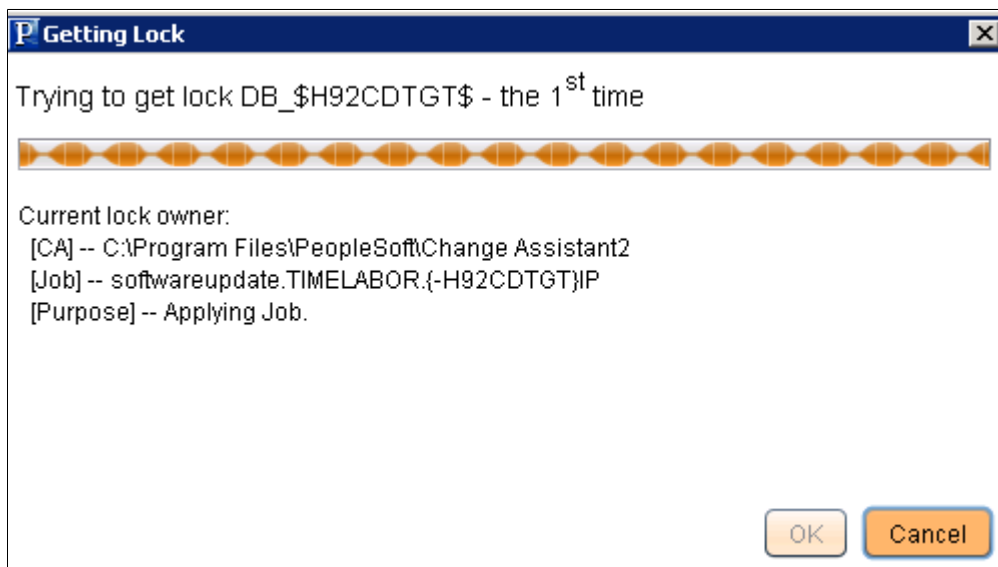 Getting Lock
Trying to get lock DB_$H92CDTGT$ - the 1st time
Current lock owner:
[CA] -- C:\Program Files\PeopleSoft\Change Assistant2
[Job] -- softwareupdate.TIMELABOR.{-H92CDTGT}IP
[Purpose] -- Applying Job.
OK Cancel